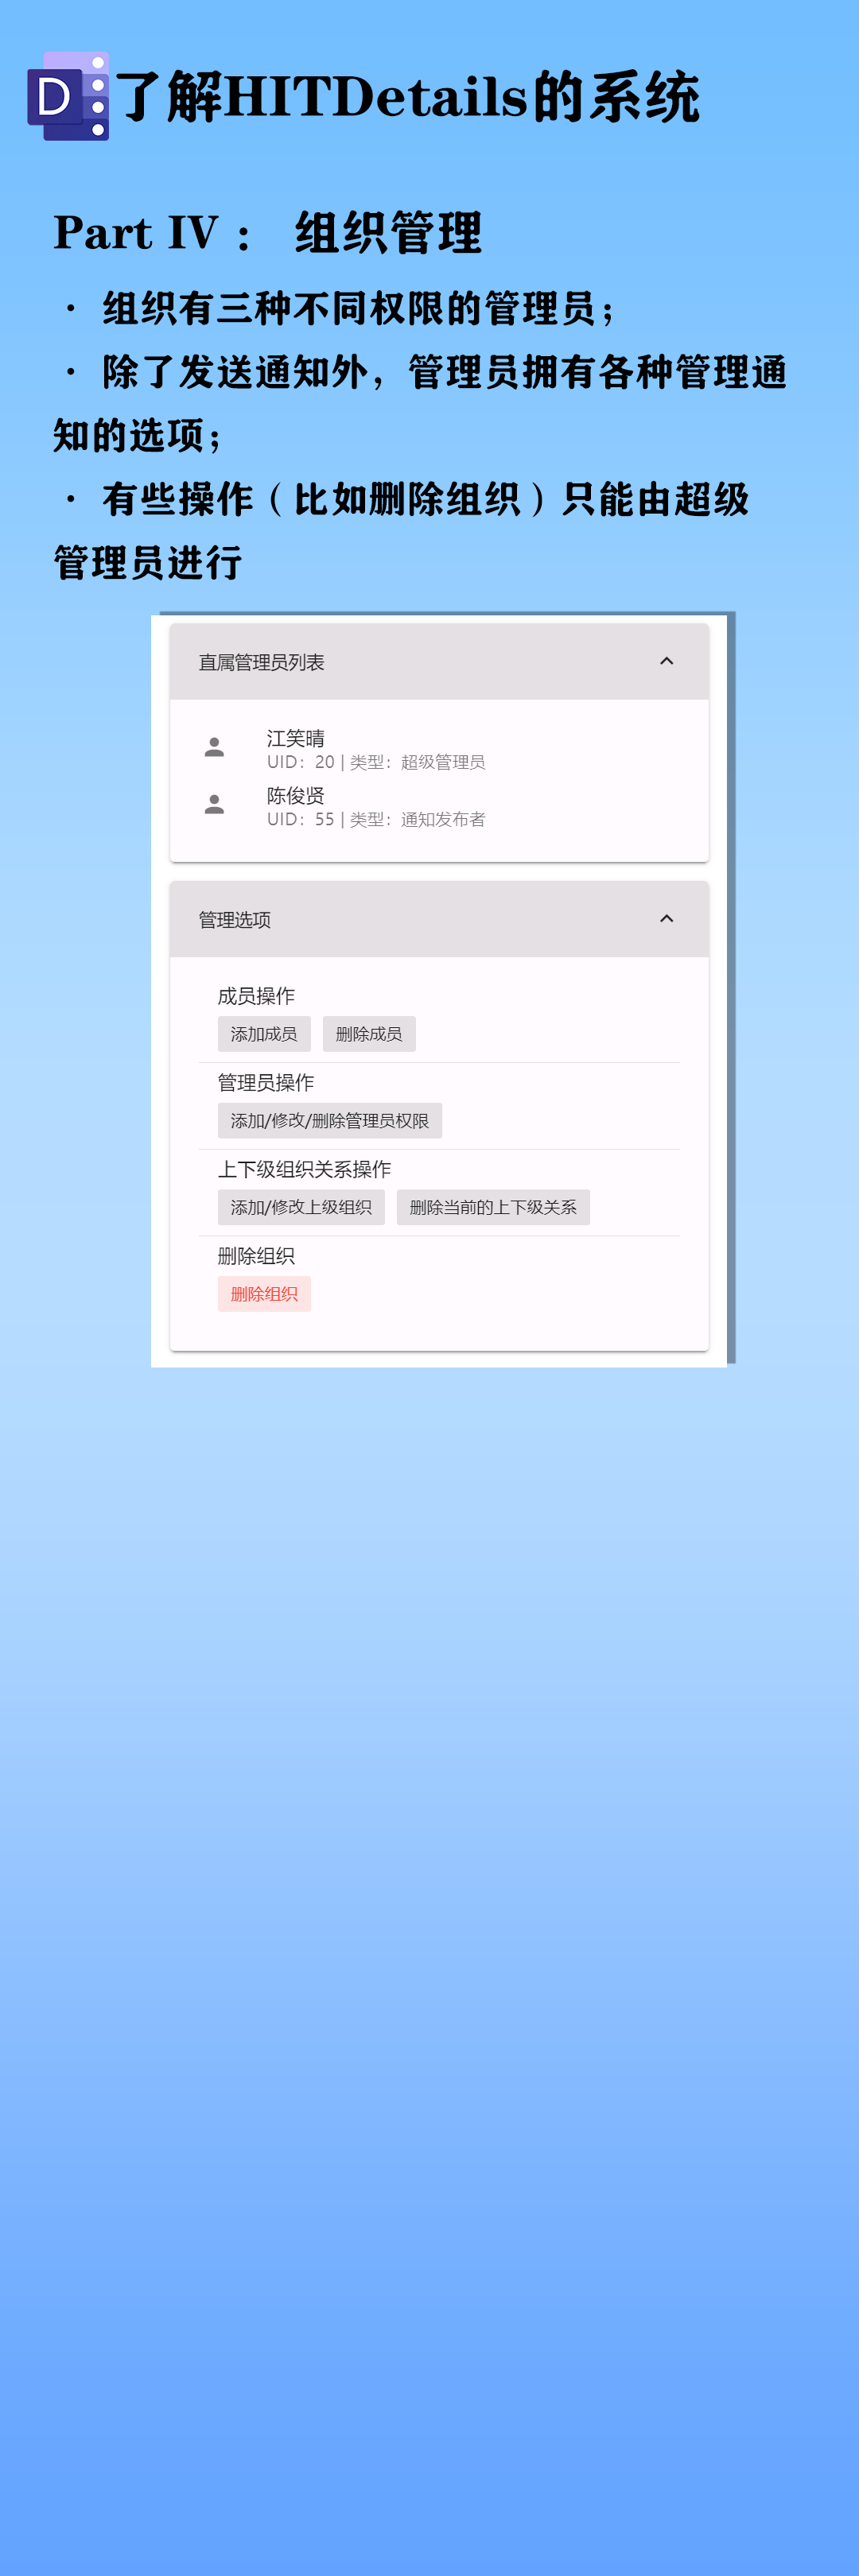 D 了解HITDetails的系统
Part IV： 组织管理
· 组织有三种不同权限的管理员；
· 除了发送通知外，管理员拥有各种管理通
知的选项；
· 有些操作（比如删除组织）只能由超级
管理员进行
直属管理员列表
江笑晴
UID：20 | 类型：超级管理员
陈俊贤
UID：55 | 类型：通知发布者
管理选项
成员操作
添加成员 删除成员
管理员操作
添加/修改/删除管理员权限
上下级组织关系操作
添加/修改上级组织 删除当前的上下级关系
删除组织
删除组织